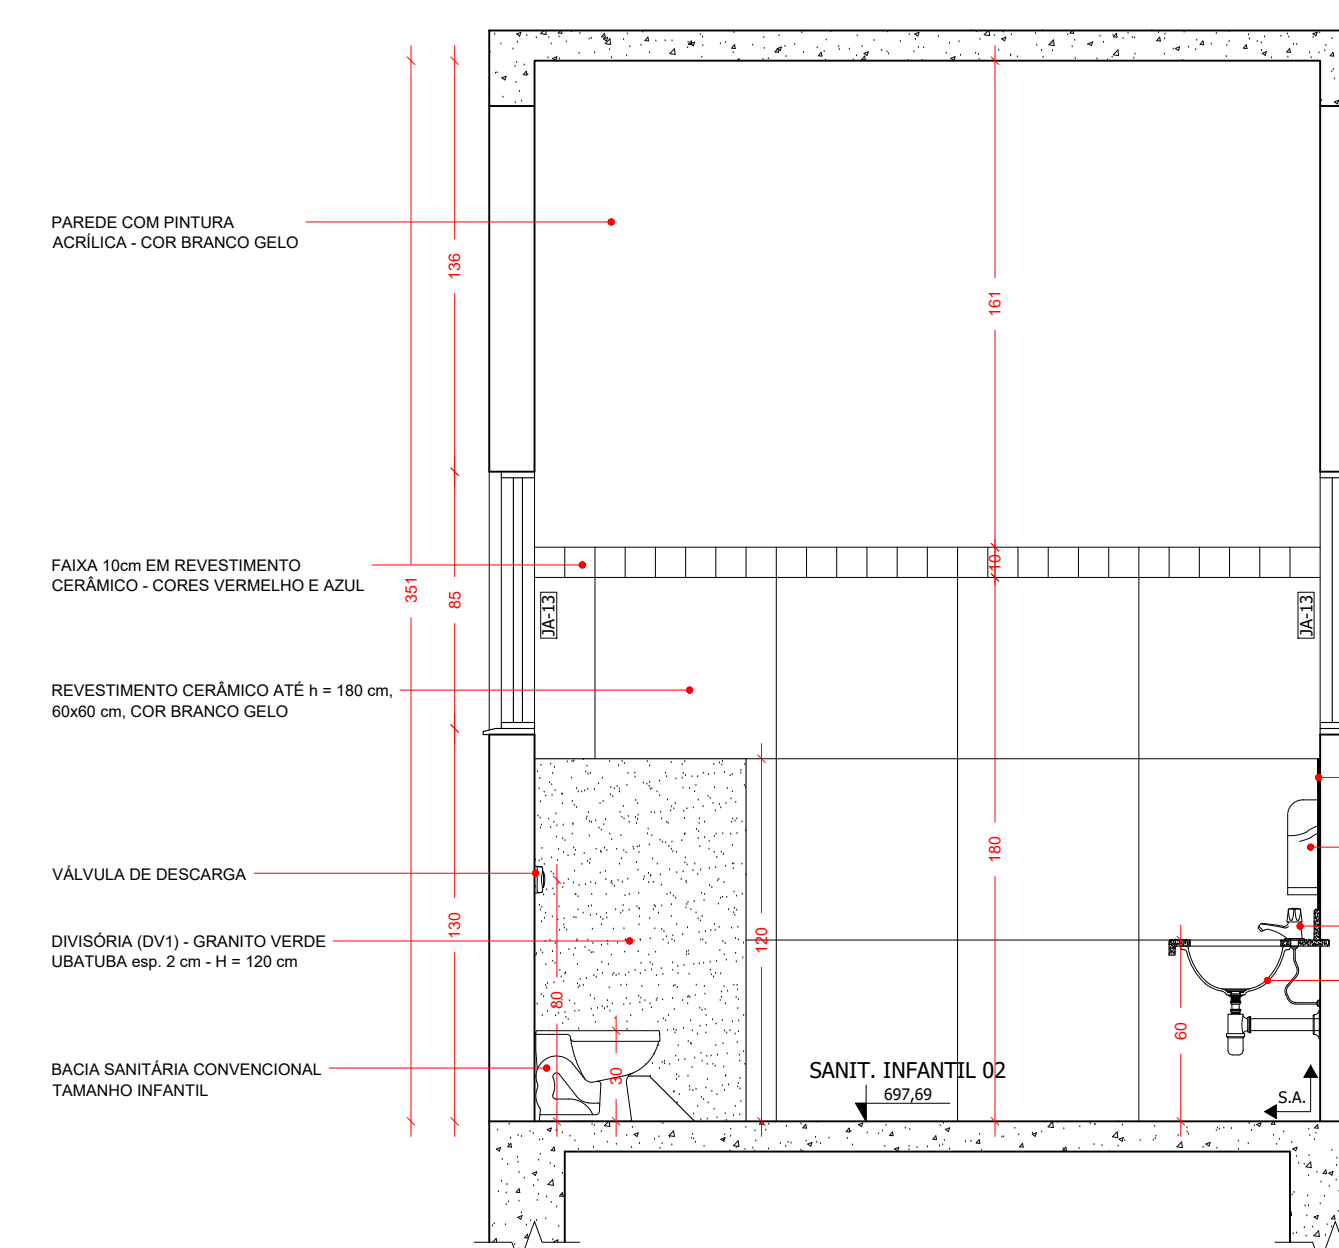 PAREDE COM PINTURA
ACRÍLICA - COR BRANCO GELO
136
161
FAIXA 10cm EM REVESTIMENTO
CERÂMICO - CORES VERMELHO E AZUL
10
351
85
JA-13
JA-13
REVESTIMENTO CERÂMICO ATÉ h = 180 cm,
60x60 cm, COR BRANCO GELO
180
VÁLVULA DE DESCARGA
130
120
DIVISÓRIA (DV1) - GRANITO VERDE
UBATUBA esp. 2 cm - H = 120 cm
80
60
BACIA SANITÁRIA CONVENCIONAL
TAMANHO INFANTIL
30
SANIT. INFANTIL 02
697,69
S.A.